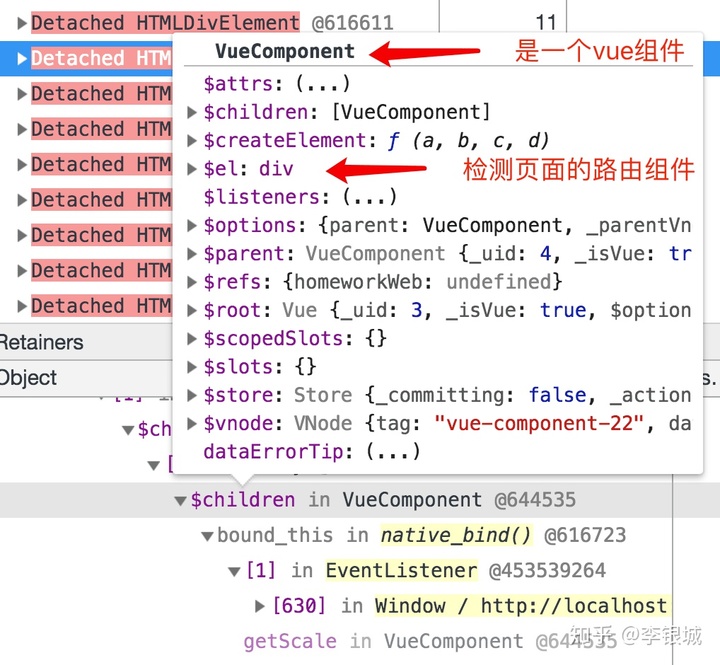 Detached HTMLDivElement @616611 11
Detached HTM
Detached HTM
Detached HTM
Detached HTM
Detached HTM
Detached HTM
Detached HTM
Detached HTM
VueComponent 是一个vue组件
$attrs: (...)
$children: [VueComponent]
$createElement: ƒ (a, b, c, d)
$el: div 检测页面的路由组件
$listeners: (...)
$options: {parent: VueComponent, _parentVn
$parent: VueComponent {_uid: 4, _isVue: tr
$refs: {homeworkWeb: undefined}
$root: Vue {_uid: 3, _isVue: true, $option
$scopedSlots: {}
$slots: {}
$store: Store {_committing: false, _action
$vnode: VNode {tag: "vue-component-22", da
dataErrorTip: (...)
Retainers
Object s.
$ch
[
$children in VueComponent @644535
bound_this in native_bind() @616723
[1] in EventListener @453539264
[630] in Window / http://localhost
getScale in VueComponent @644535
知乎 @李银城